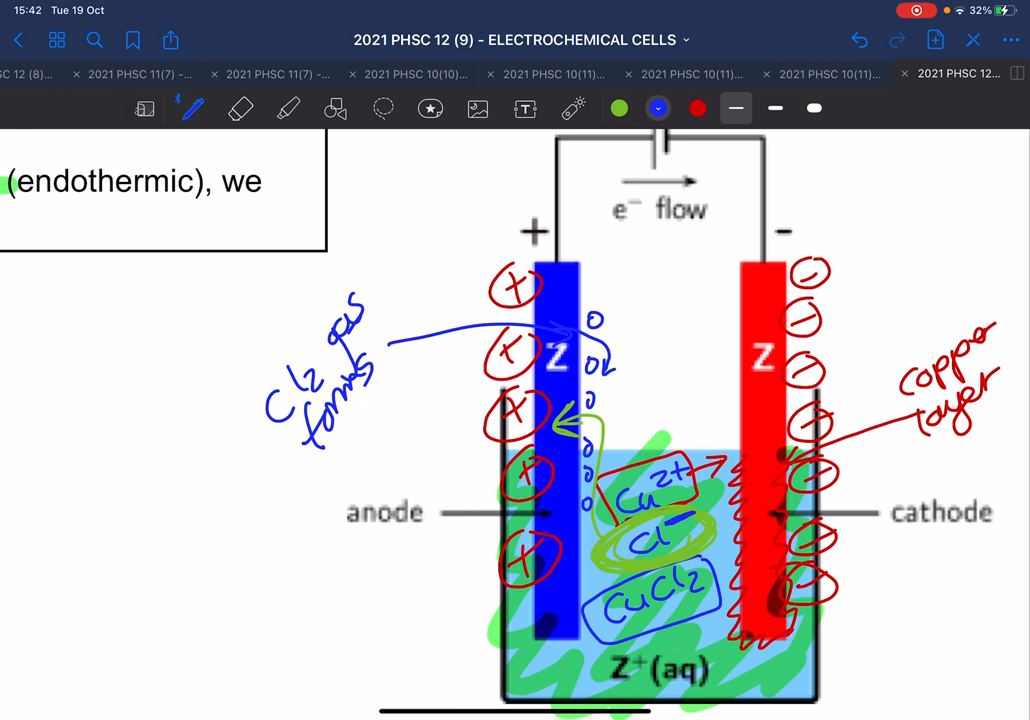 15:42 Tue 19 Oct
32%
2021 PHSC 12 (9) - ELECTROCHEMICAL CELLS
SC 12 (8)...
2021 PHSC 11(7) -...
2021 PHSC 11(7) -...
2021 PHSC 10(10)...
2021 PHSC 10(11)...
2021 PHSC 10(11)...
2021 PHSC 10(11)...
2021 PHSC 12...
T
(endothermic), we
e⁻ flow
+ -
+ + + + +
− − − − − − −
Z Z
Cl2 gas
forms
copper
layer
Cu2+
Cl−
CuCl2
anode
cathode
Z⁺(aq)